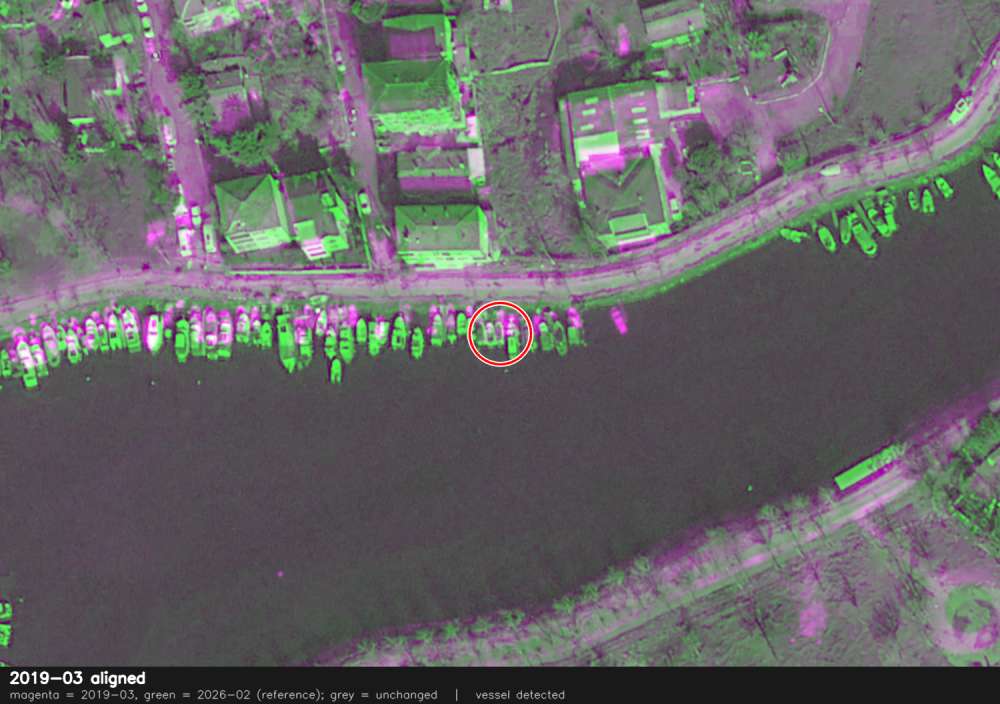 2019-03 aligned
magenta = 2019-03, green = 2026-02 (reference); grey = unchanged | vessel detected